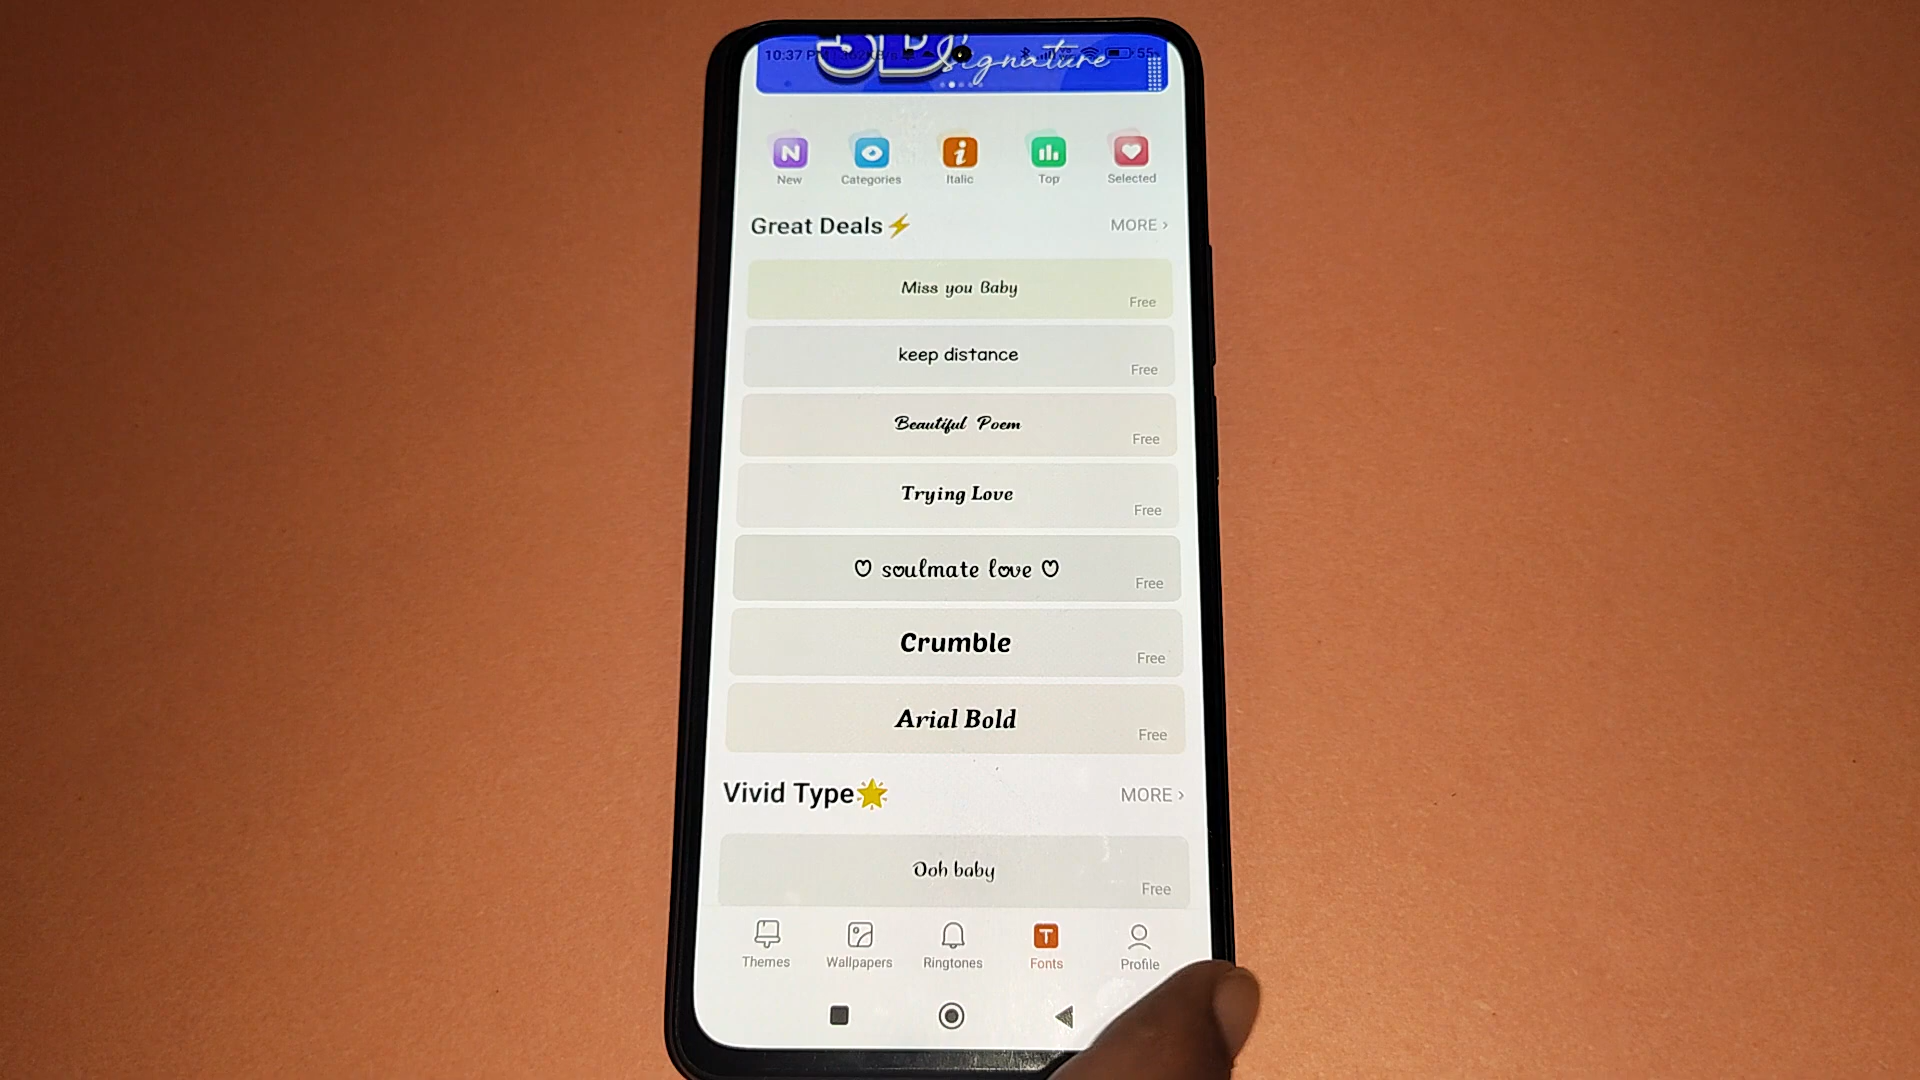 10:37 P
55
3D Signature
New
Categories
Italic
Top
Selected
Great Deals⚡
MORE ›
Miss you Baby
Free
keep distance
Free
Beautiful Poem
Free
Trying Love
Free
♡ soulmate love ♡
Free
Crumble
Free
Arial Bold
Free
Vivid Type🌟
MORE ›
Ooh baby
Free
Themes
Wallpapers
Ringtones
T
Fonts
Profile